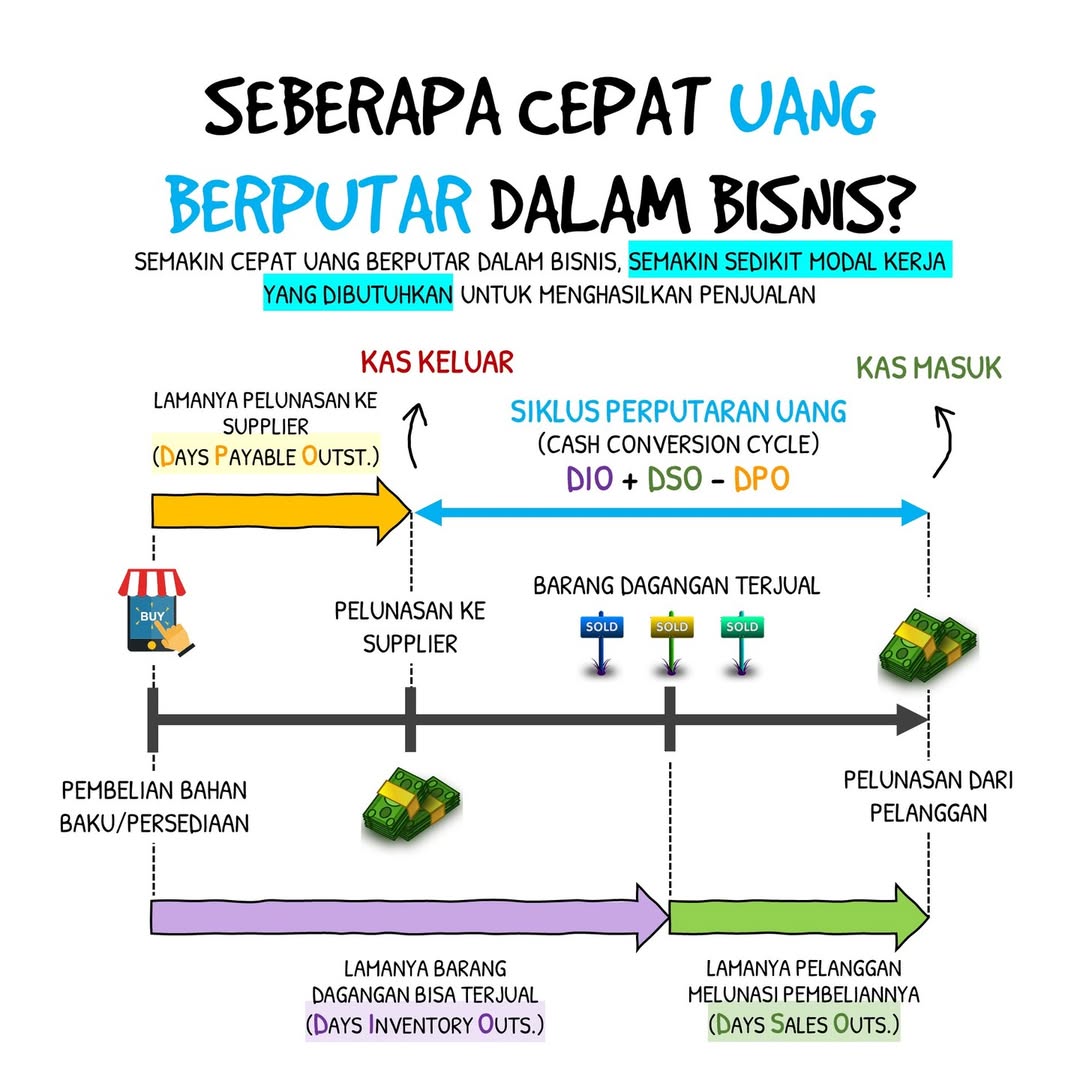 SEBERAPA CEPAT UANG
BERPUTAR DALAM BISNIS?
SEMAKIN CEPAT UANG BERPUTAR DALAM BISNIS, SEMAKIN SEDIKIT MODAL KERJA
YANG DIBUTUHKAN UNTUK MENGHASILKAN PENJUALAN
KAS KELUAR
KAS MASUK
LAMANYA PELUNASAN KE
SUPPLIER
(DAYS PAYABLE OUTST.)
SIKLUS PERPUTARAN UANG
(CASH CONVERSION CYCLE)
DIO + DSO - DPO
BUY
PELUNASAN KE
SUPPLIER
BARANG DAGANGAN TERJUAL
SOLD
SOLD
SOLD
PEMBELIAN BAHAN
BAKU/PERSEDIAAN
PELUNASAN DARI
PELANGGAN
LAMANYA BARANG
DAGANGAN BISA TERJUAL
(DAYS INVENTORY OUTS.)
LAMANYA PELANGGAN
MELUNASI PEMBELIANNYA
(DAYS SALES OUTS.)